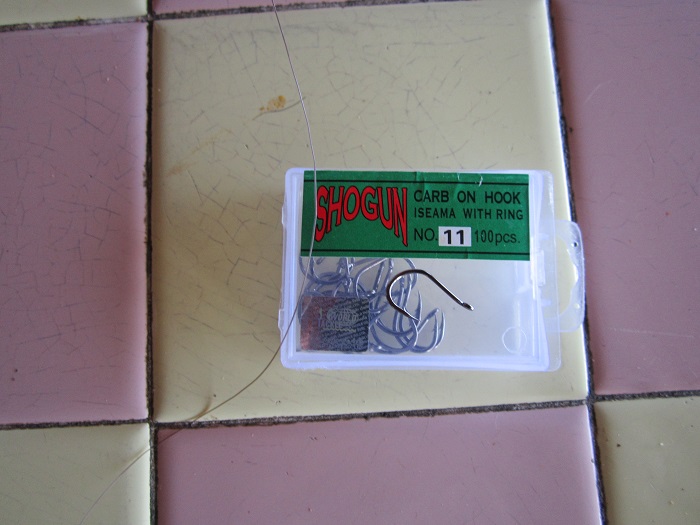 SHOGUN
CARB ON HOOK
ISEAMA WITH RING
NO. 11 100pcs.